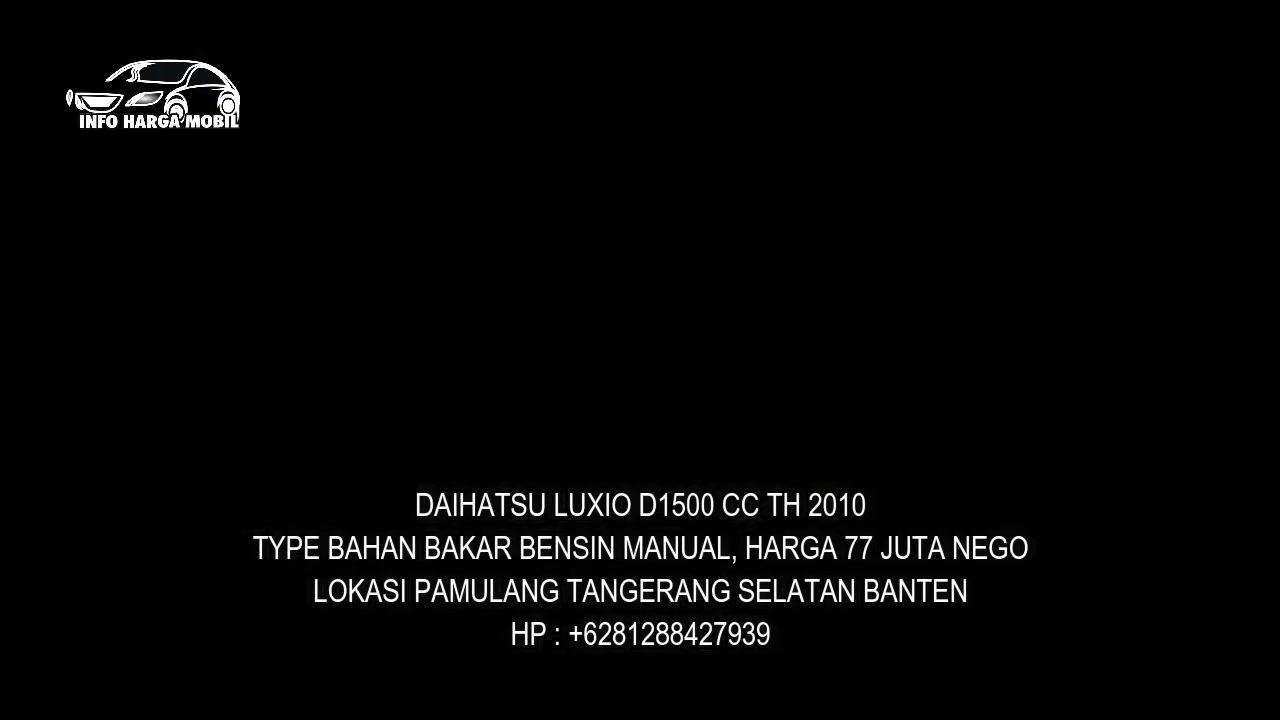 INFO HARGA MOBIL
DAIHATSU LUXIO D1500 CC TH 2010
TYPE BAHAN BAKAR BENSIN MANUAL, HARGA 77 JUTA NEGO
LOKASI PAMULANG TANGERANG SELATAN BANTEN
HP : +6281288427939